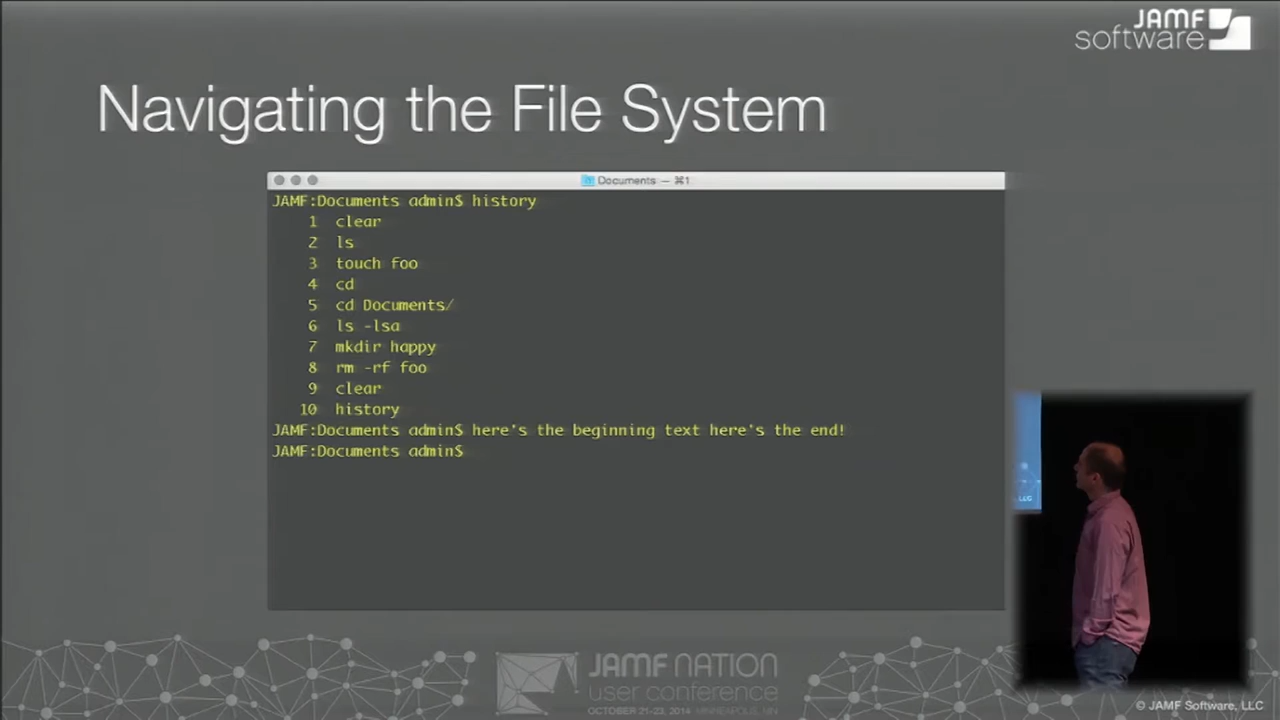 JAMF
software
Navigating the File System
Documents — ⌘1
JAMF:Documents admin$ history
1 clear
2 ls
3 touch foo
4 cd
5 cd Documents/
6 ls -lsa
7 mkdir happy
8 rm -rf foo
9 clear
10 history
JAMF:Documents admin$ here's the beginning text here's the end!
JAMF:Documents admin$
LLC
JAMF NATION
user conference
OCTOBER 21-23, 2014 MINNEAPOLIS, MN
© JAMF Software, LLC